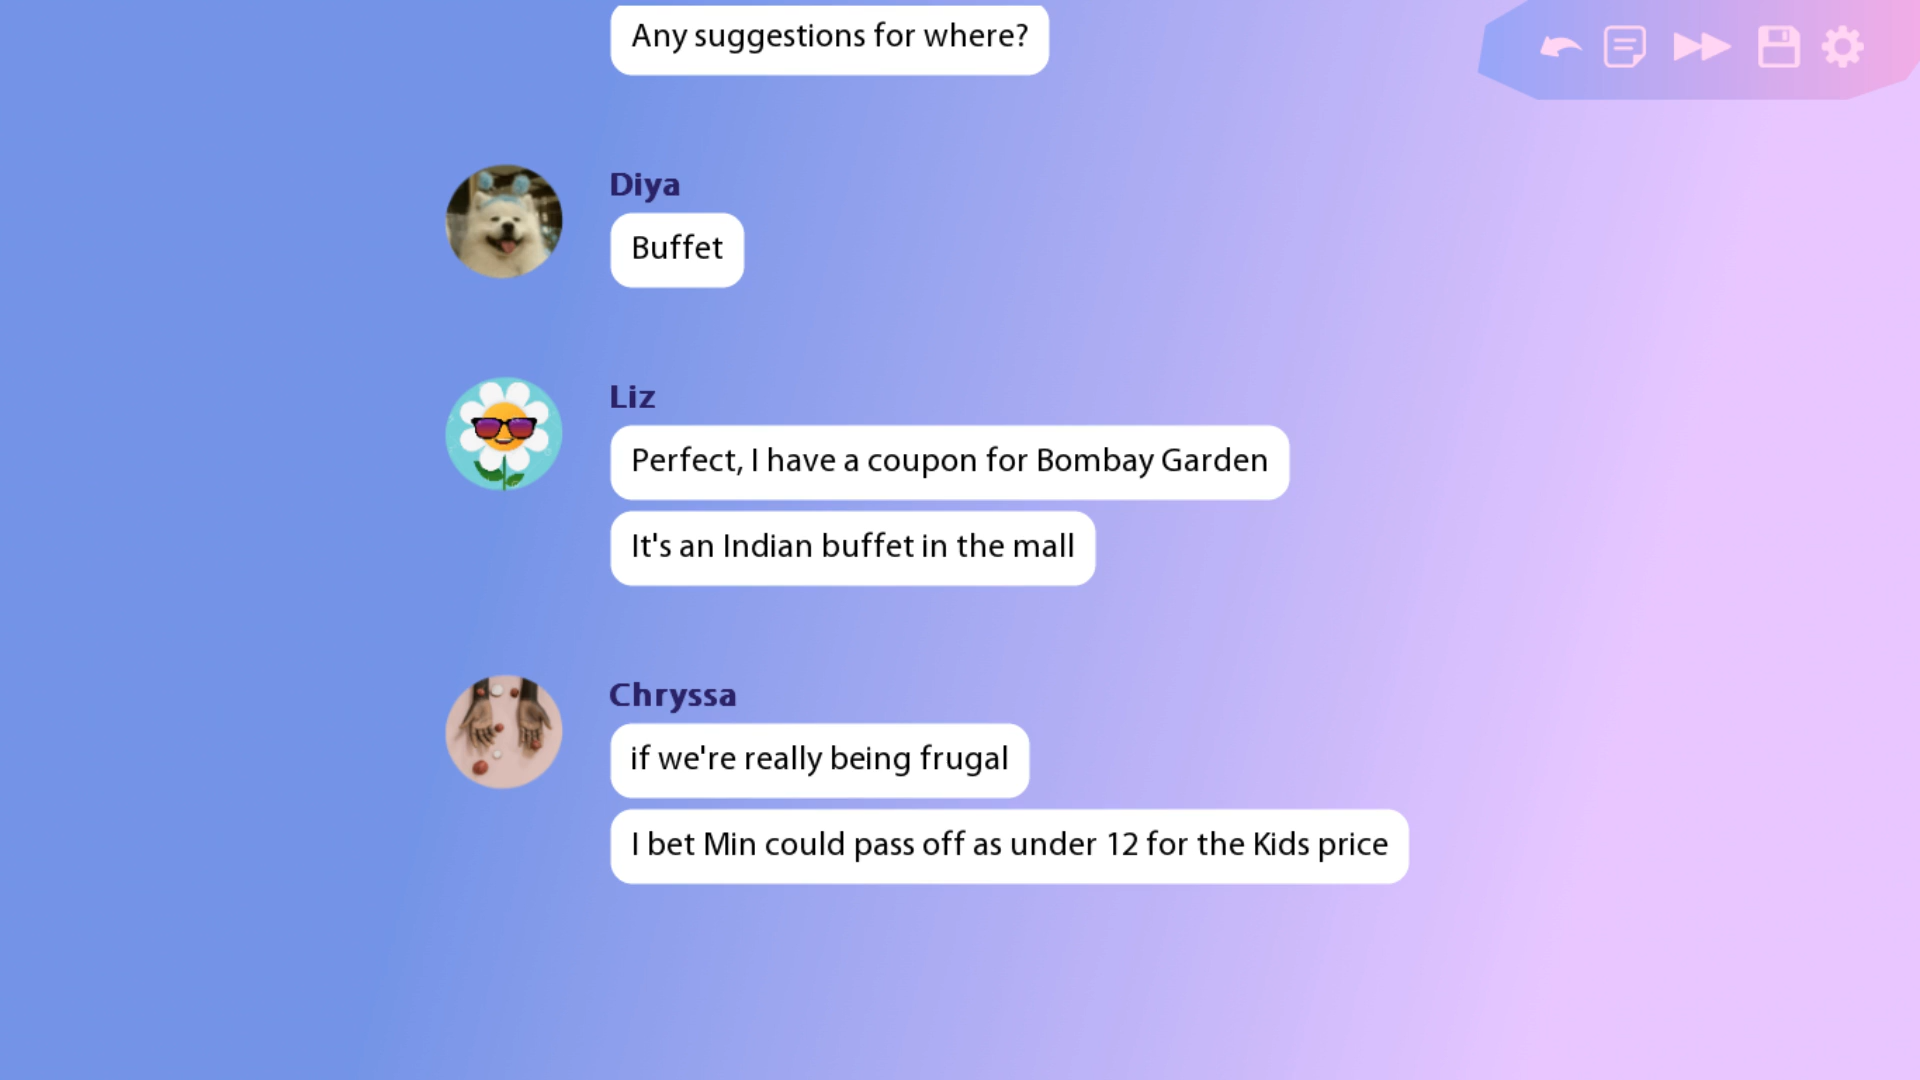 Any suggestions for where?
Diya
Buffet
Liz
Perfect, I have a coupon for Bombay Garden
It's an Indian buffet in the mall
Chryssa
if we're really being frugal
I bet Min could pass off as under 12 for the Kids price